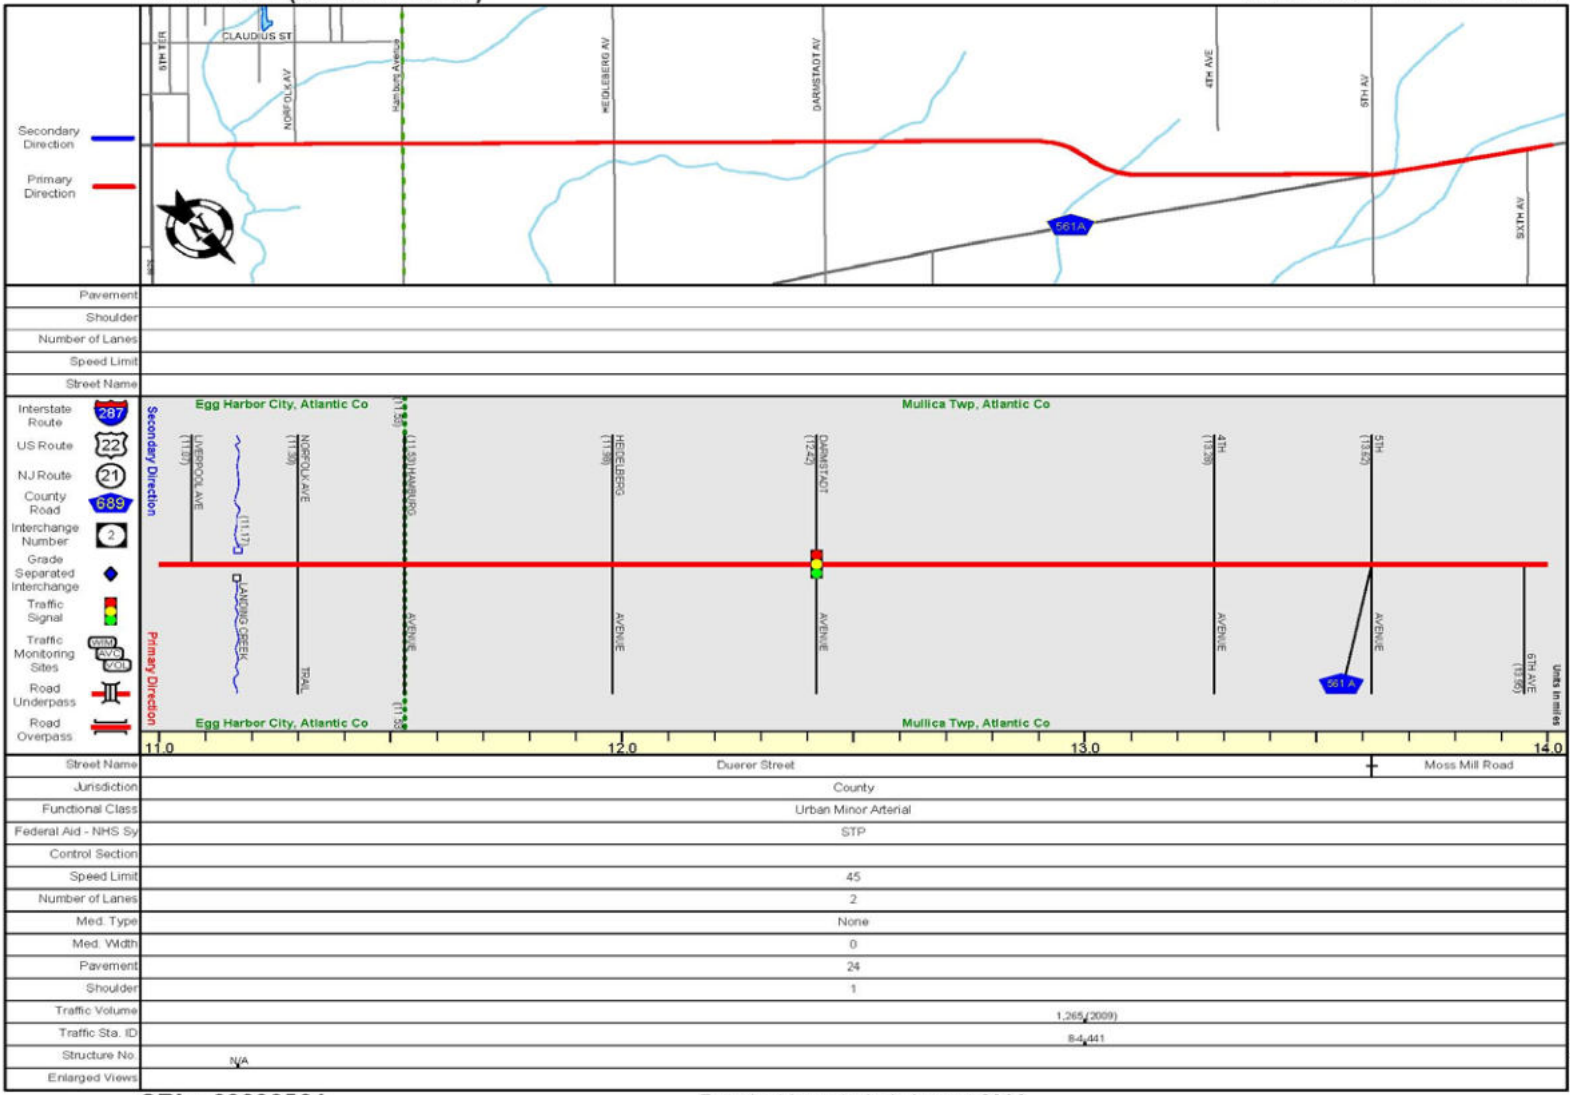 CLAUDIUS ST
5TH TER
NORFOLK AV
Hamburg Avenue
HEIDLEBERG AV
DARMSTADT AV
4TH AVE
5TH AV
SIXTH AV
561A
N
Secondary
Direction
Primary
Direction
Pavement
Shoulder
Number of Lanes
Speed Limit
Street Name
Interstate
Route
287
US Route
22
NJ Route
21
County
Road
689
Interchange
Number
2
Grade
Separated
Interchange
Traffic
Signal
Traffic
Monitoring
Sites
WIM
AVC
VOL
Road
Underpass
Road
Overpass
Secondary Direction
Primary Direction
Egg Harbor City, Atlantic Co
(11.53)
Mullica Twp, Atlantic Co
LIVERPOOL AVE
(11.07)
(11.17)
LANDING CREEK
NORFOLK AVE
(11.30)
TRAIL
(11.53) HAMBURG
AVENUE
HEIDELBERG
(11.98)
AVENUE
DARMSTADT
(12.42)
AVENUE
4TH
(13.28)
AVENUE
5TH
(13.62)
AVENUE
561 A
6TH AVE
(13.95)
Units in miles
Egg Harbor City, Atlantic Co
(11.53
Mullica Twp, Atlantic Co
11.0 12.0 13.0 14.0
Street Name Duerer Street Moss Mill Road
Jurisdiction County
Functional Class Urban Minor Arterial
Federal Aid - NHS Sy STP
Control Section
Speed Limit 45
Number of Lanes 2
Med. Type None
Med. Width 0
Pavement 24
Shoulder 1
Traffic Volume 1,265 (2009)
Traffic Sta. ID 8-4-441
Structure No. N/A
Enlarged Views